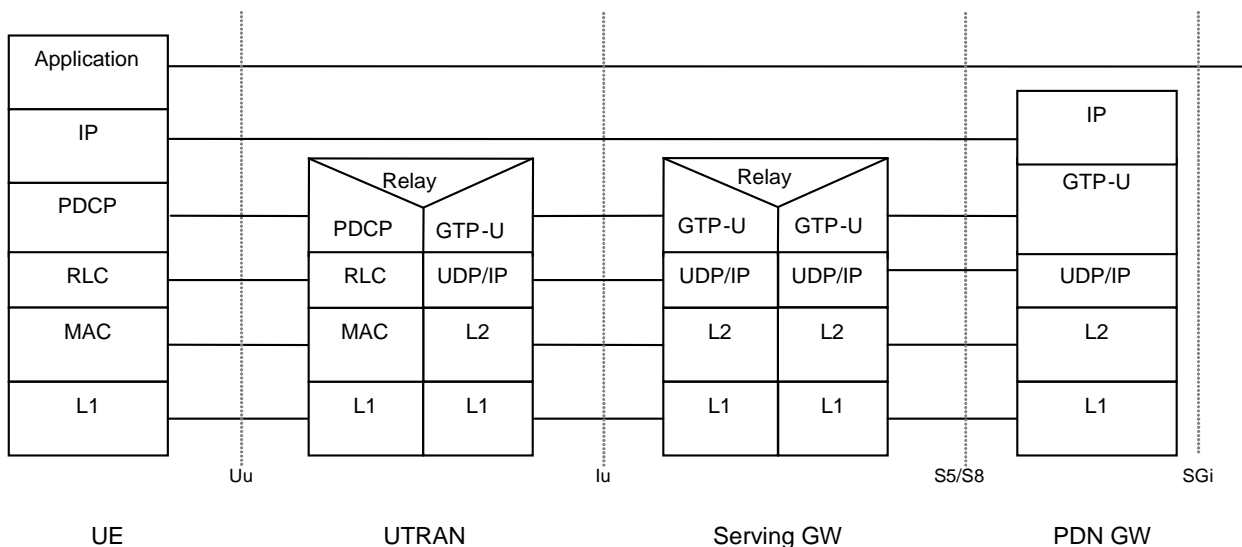 Application
IP
IP
Relay
Relay
GTP-U
PDCP
PDCP
GTP-U
GTP-U
GTP-U
RLC
RLC
UDP/IP
UDP/IP
UDP/IP
UDP/IP
MAC
MAC
L2
L2
L2
L2
L1
L1
L1
L1
L1
L1
Uu
Iu
S5/S8
SGi
UE
UTRAN
Serving GW
PDN GW